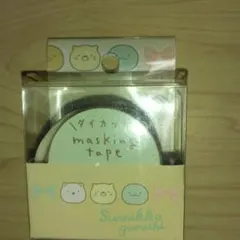 ダイカット
masking
tape
Sumikko
gurashi